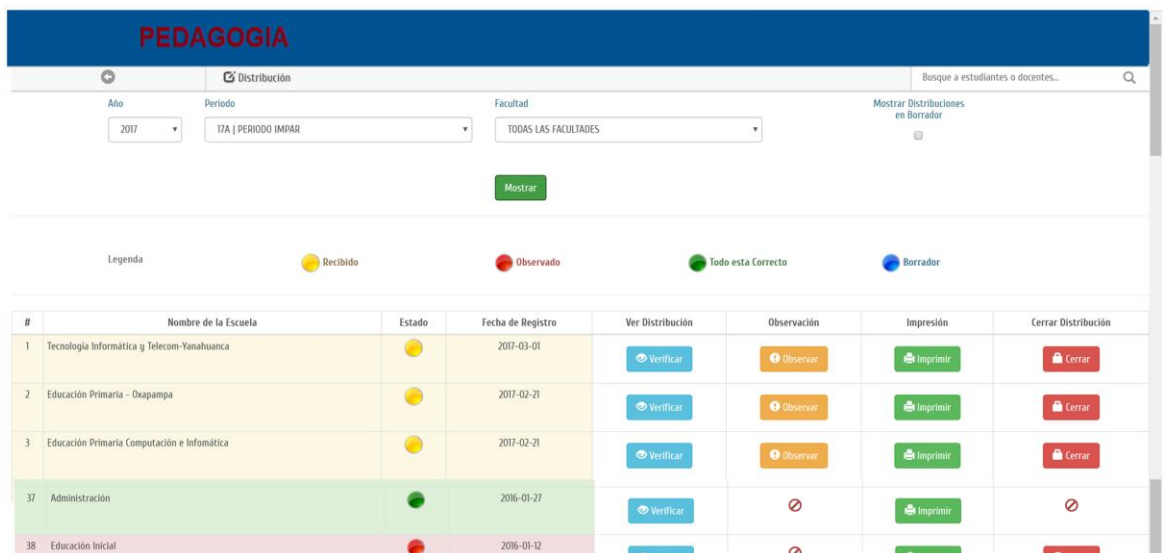 PEDAGOGIA
Distribución Busque a estudiantes o docentes...
Año Periodo Facultad Mostrar Distribuciones
en Borrador
2017 17A | PERIODO IMPAR TODAS LAS FACULTADES
Mostrar
Leyenda Recibido Observado Todo esta Correcto Borrador
# Nombre de la Escuela Estado Fecha de Registro Ver Distribución Observación Impresión Cerrar Distribución
1 Tecnología Informática y Telecom-Yanahuanca 2017-03-01 Verificar Observar Imprimir Cerrar
2 Educación Primaria - Oxapampa 2017-02-21 Verificar Observar Imprimir Cerrar
3 Educación Primaria Computación e Infomática 2017-02-21 Verificar Observar Imprimir Cerrar
37 Administración 2016-01-27 Verificar Imprimir
38 Educación Inicial 2016-01-12